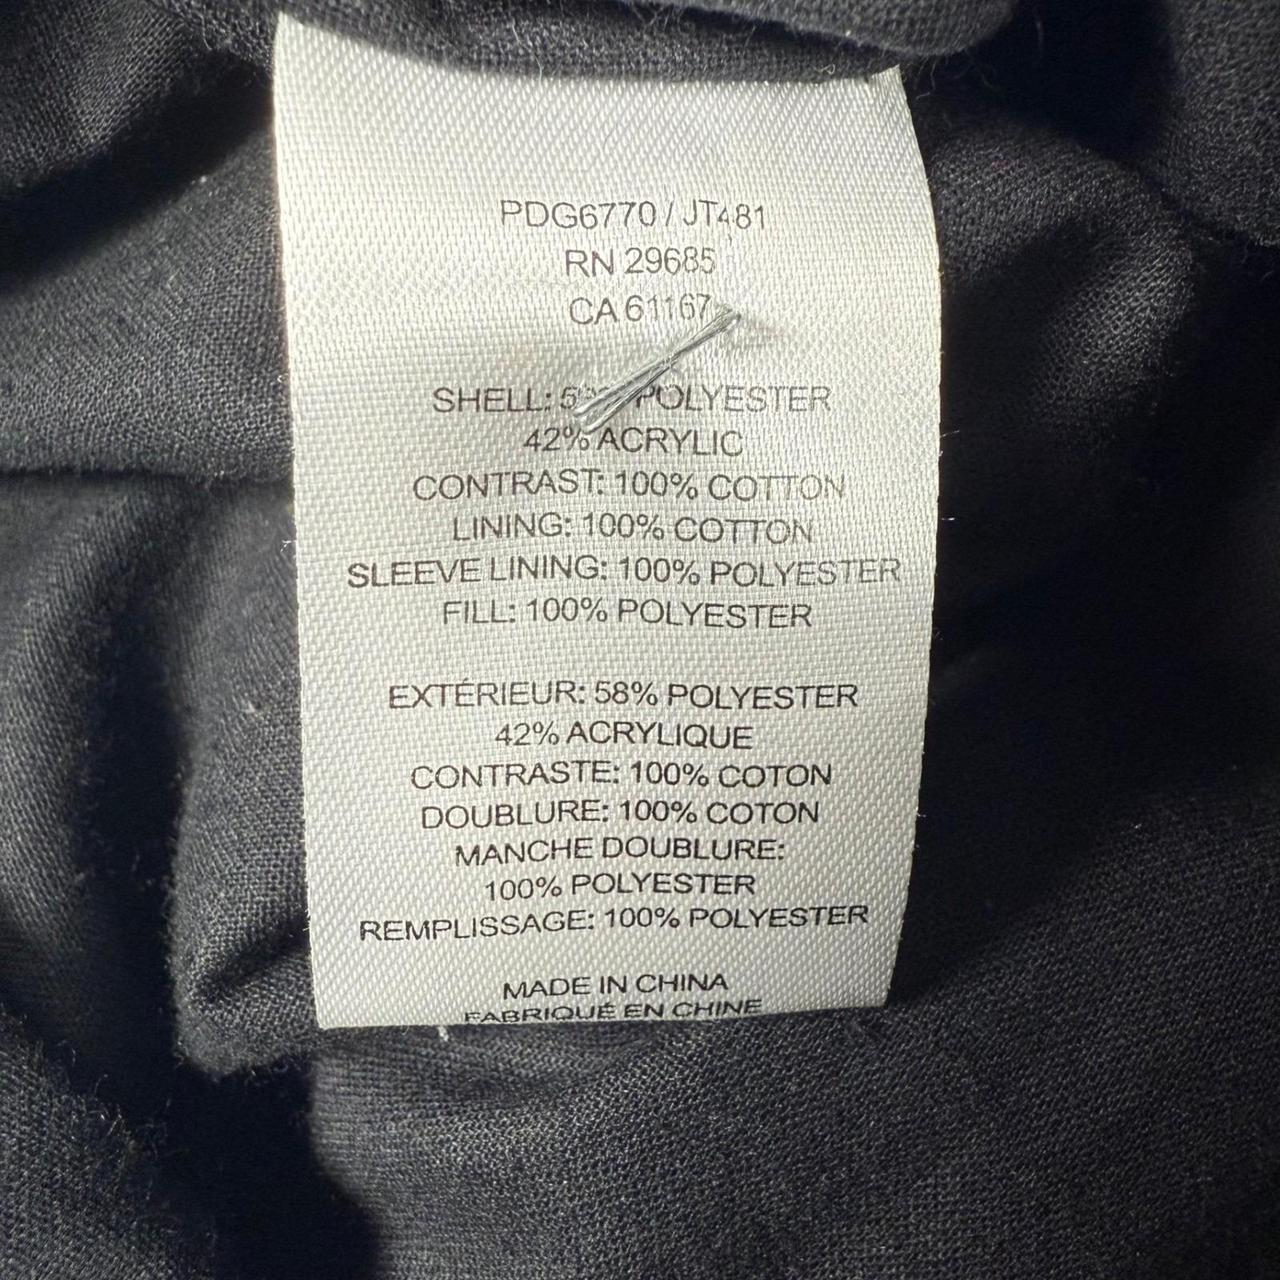 PDG6770 / JT481
RN 29685
CA 61167
SHELL: POLYESTER
42% ACRYLIC
CONTRAST: 100% COTTON
LINING: 100% COTTON
SLEEVE LINING: 100% POLYESTER
FILL: 100% POLYESTER
EXTÉRIEUR: 58% POLYESTER
42% ACRYLIQUE
CONTRASTE: 100% COTON
DOUBLURE: 100% COTON
MANCHE DOUBLURE:
100% POLYESTER
REMPLISSAGE: 100% POLYESTER
MADE IN CHINA
FABRIQUÉ EN CHINE